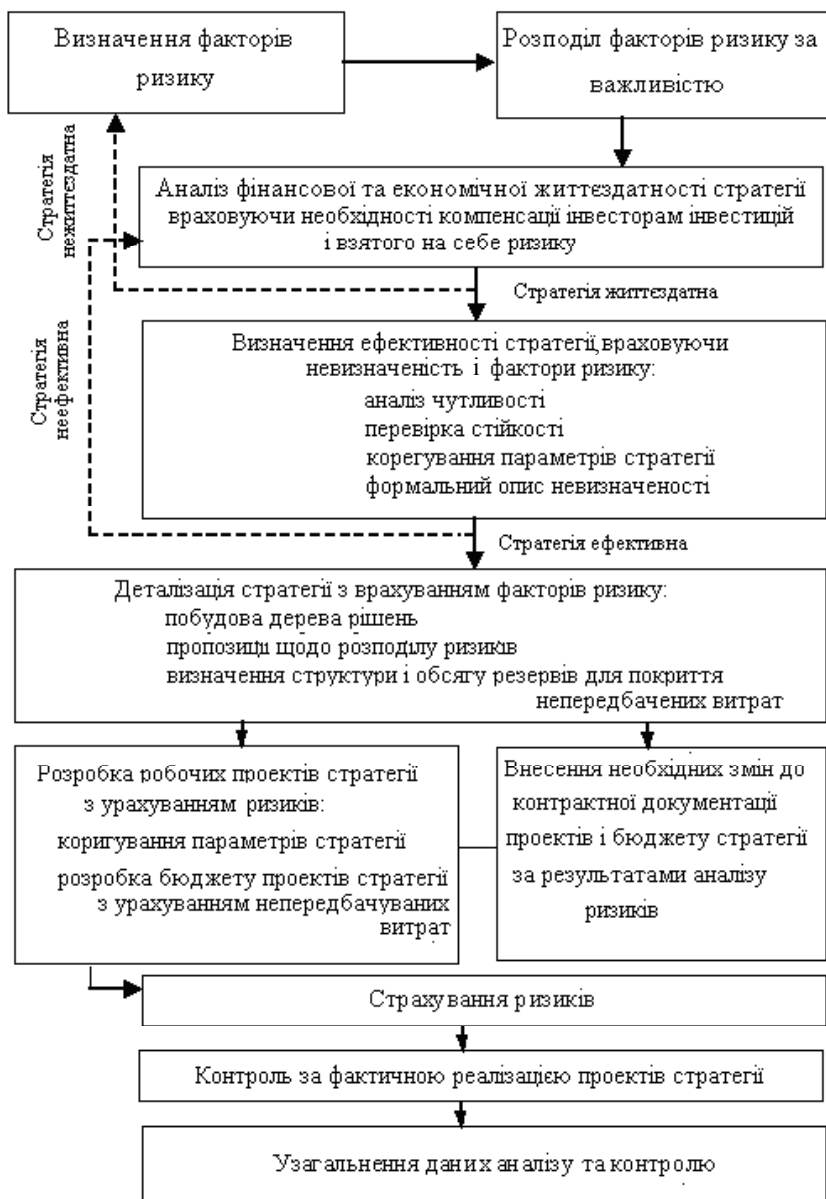 Визначення факторів
ризику
Розподіл факторів ризику за
важливістю
Стратегія
нежиттєздатна
Аналіз фінансової та економічної життєздатності стратегії
враховуючи необхідності компенсації інвесторам інвестицій
і взятого на себе ризику
Стратегія життєздатна
Стратегія
неефективна
Визначення ефективності стратегії,враховуючи
невизначеність і фактори ризику:
аналіз чутливості
перевірка стійкості
корегування параметрів стратегії
формальний опис невизначеності
Стратегія ефективна
Деталізація стратегії з врахуванням факторів ризику:
побудова дерева рішень
пропозиції щодо розподілу ризиків
визначення структури і обсягу резервів для покриття
непередбачених витрат
Розробка робочих проектів стратегії
з урахуванням ризиків:
коригування параметрів стратегії
розробка бюджету проектів стратегії
з урахуванням непередбачуваних
витрат
Внесення необхідних змін до
контрактної документації
проектів і бюджету стратегії
за результатами аналізу
ризиків
Страхування ризиків
Контроль за фактичною реалізацією проектів стратегії
Узагальнення даних аналізу та контролю